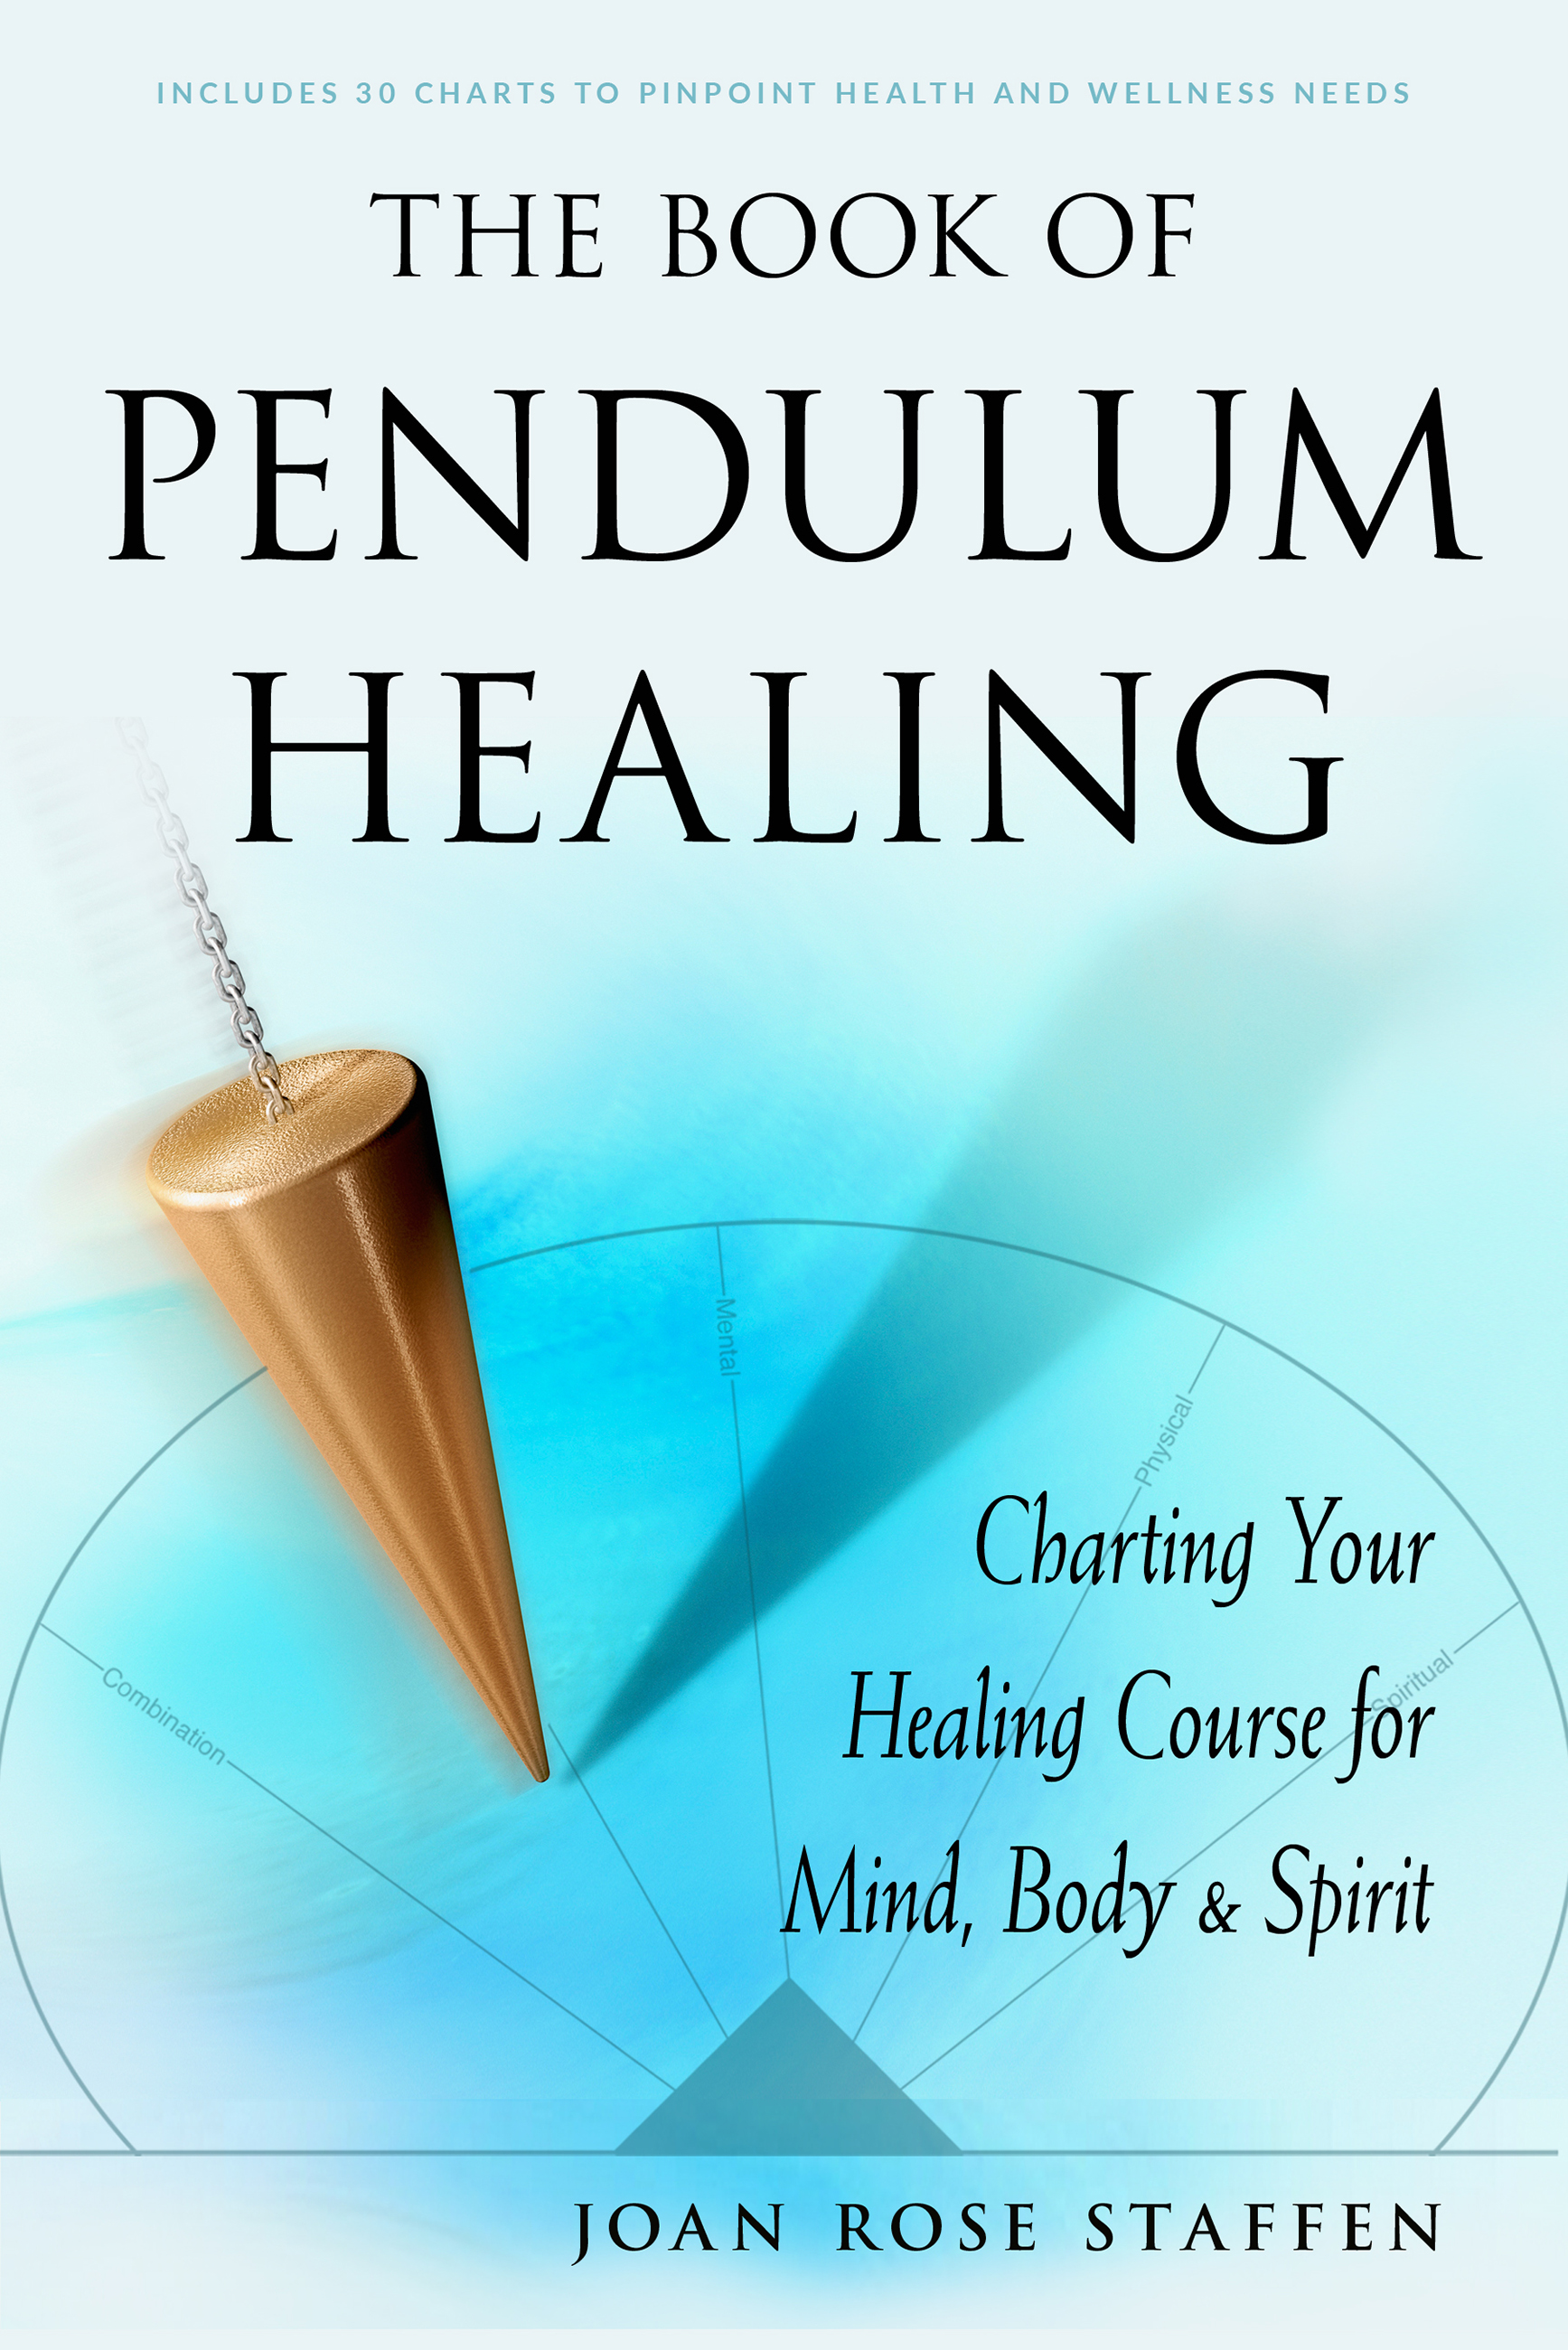 INCLUDES 30 CHARTS TO PINPOINT HEALTH AND WELLNESS NEEDS
THE BOOK OF
PENDULUM
HEALING
Mental
Physical
Charting Your
Combination
Spiritual
Healing Course for
Mind, Body & Spirit
JOAN ROSE STAFFEN